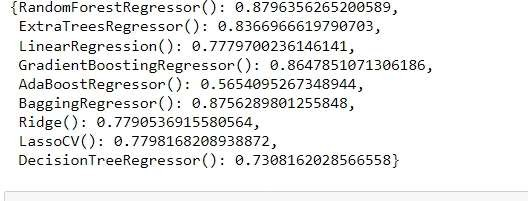 {RandomForestRegressor(): 0.8796356265200589,
ExtraTreesRegressor(): 0.8366966619790703,
LinearRegression(): 0.7779700236146141,
GradientBoostingRegressor(): 0.8647851071306186,
AdaBoostRegressor(): 0.5654095267348944,
BaggingRegressor(): 0.8756289801255848,
Ridge(): 0.7790536915580564,
LassoCV(): 0.7798168208938872,
DecisionTreeRegressor(): 0.7308162028566558}